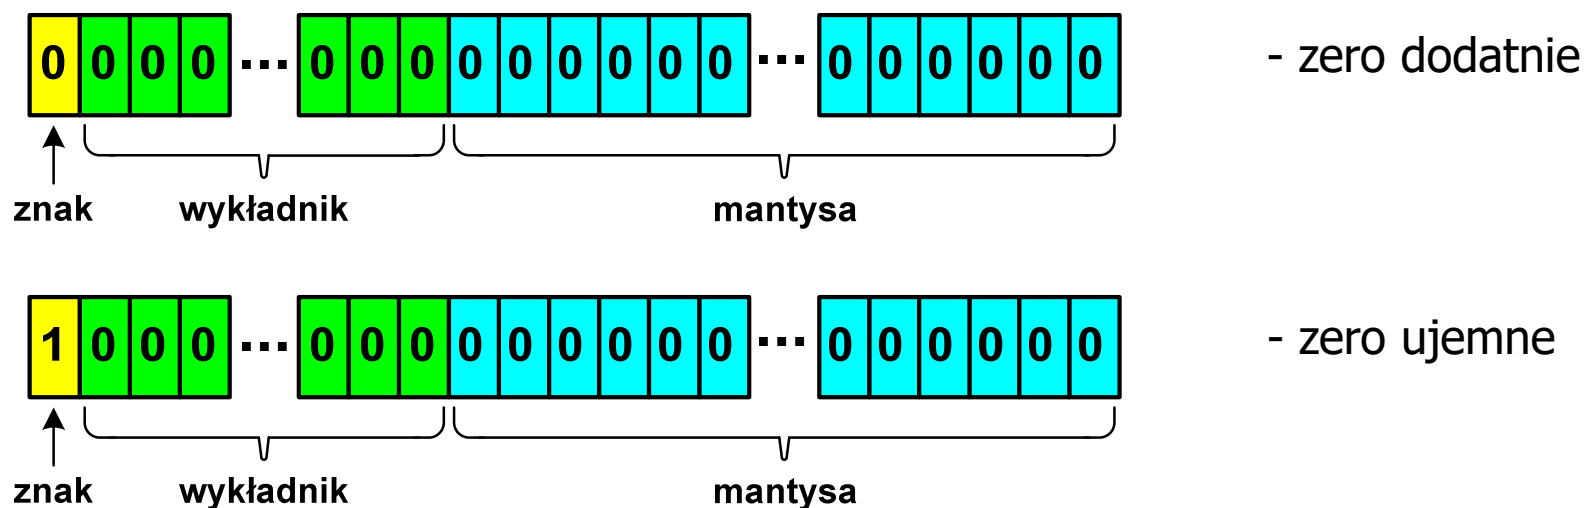 0 0 0 0 ... 0 0 0 0 0 0 0 0 0 ... 0 0 0 0 0 0 - zero dodatnie
znak wykładnik mantysa
1 0 0 0 ... 0 0 0 0 0 0 0 0 0 ... 0 0 0 0 0 0 - zero ujemne
znak wykładnik mantysa